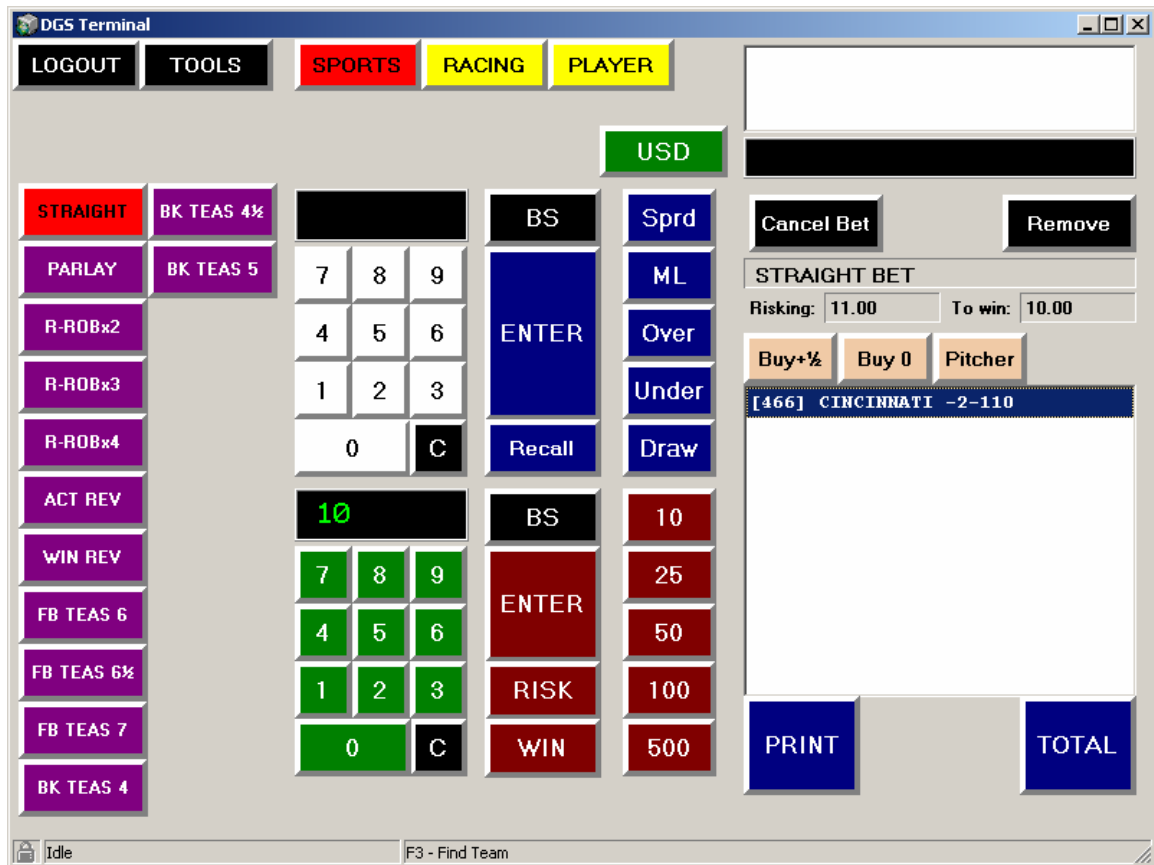 DGS Terminal
LOGOUT TOOLS SPORTS RACING PLAYER
USD
STRAIGHT BK TEAS 4½ BS Sprd Cancel Bet Remove
PARLAY BK TEAS 5 7 8 9 ENTER ML STRAIGHT BET
Risking: 11.00 To win: 10.00
R-ROBx2 4 5 6 Over Buy+½ Buy 0 Pitcher
R-ROBx3 1 2 3 Under [466] CINCINNATI -2-110
R-ROBx4 0 C Recall Draw
ACT REV 10 BS 10
WIN REV 7 8 9 ENTER 25
FB TEAS 6 4 5 6 50
FB TEAS 6½ 1 2 3 RISK 100
FB TEAS 7 0 C WIN 500 PRINT TOTAL
BK TEAS 4
Idle F3 - Find Team